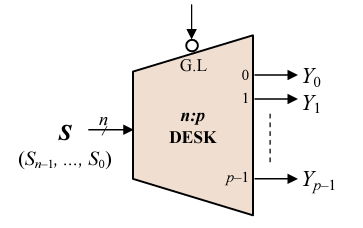 G.L
0 Y₀
1 Y₁
n
S n:p
DESK
(Sₙ₋₁, ..., S₀)
p–1 Yₚ₋₁